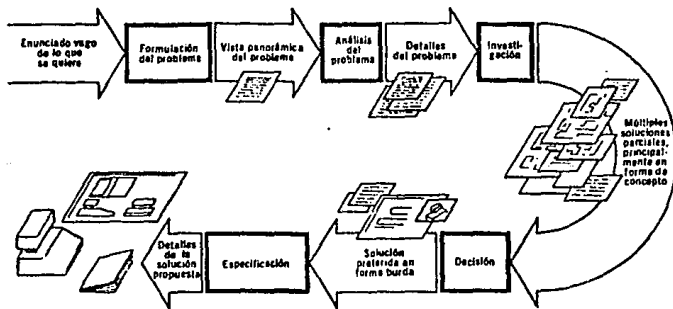 Enunciado vago
de lo que
se quiere
Formulación
del problema
Vista panorámica
del problema
Análisis
del
problema
Detalles
del problema
Investi-
gación
Múltiples
soluciones
parciales,
principal-
mente en
forma de
concepto
Decisión
Solución
preferida en
forma burda
Especificación
Detalles
de la
solución
propuesta